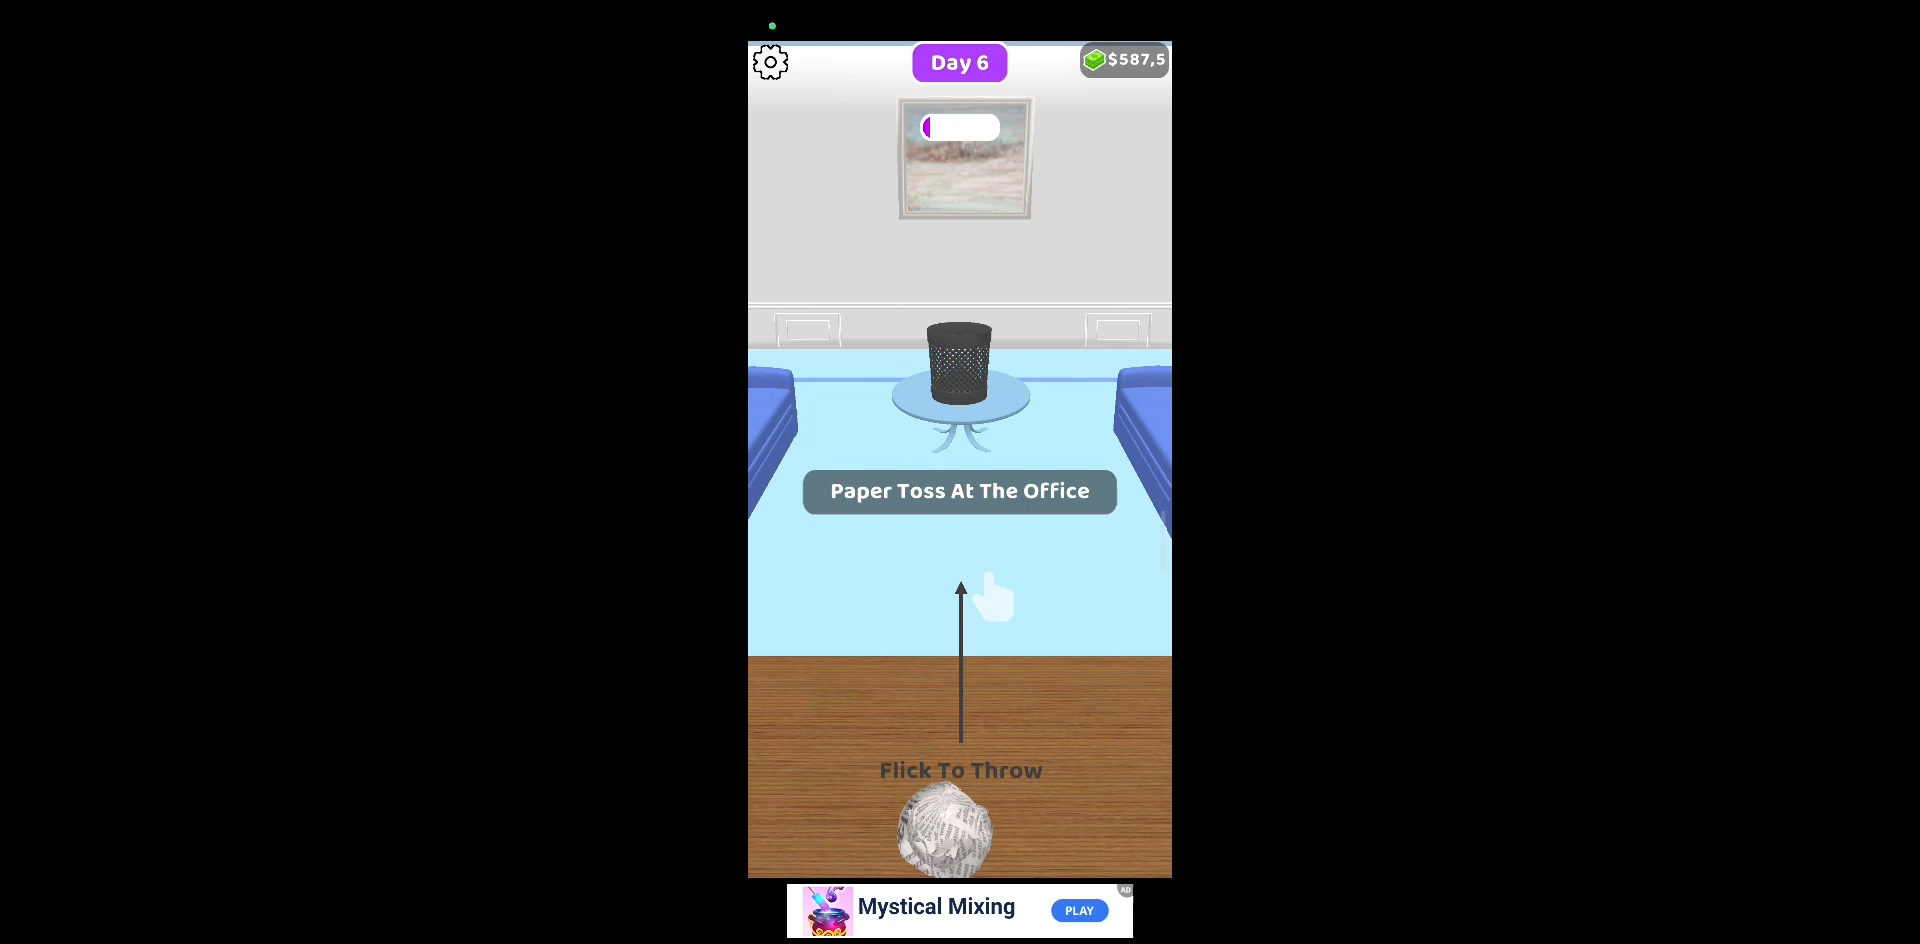 Day 6
$587,5
Paper Toss At The Office
Flick To Throw
Mystical Mixing
PLAY
AD